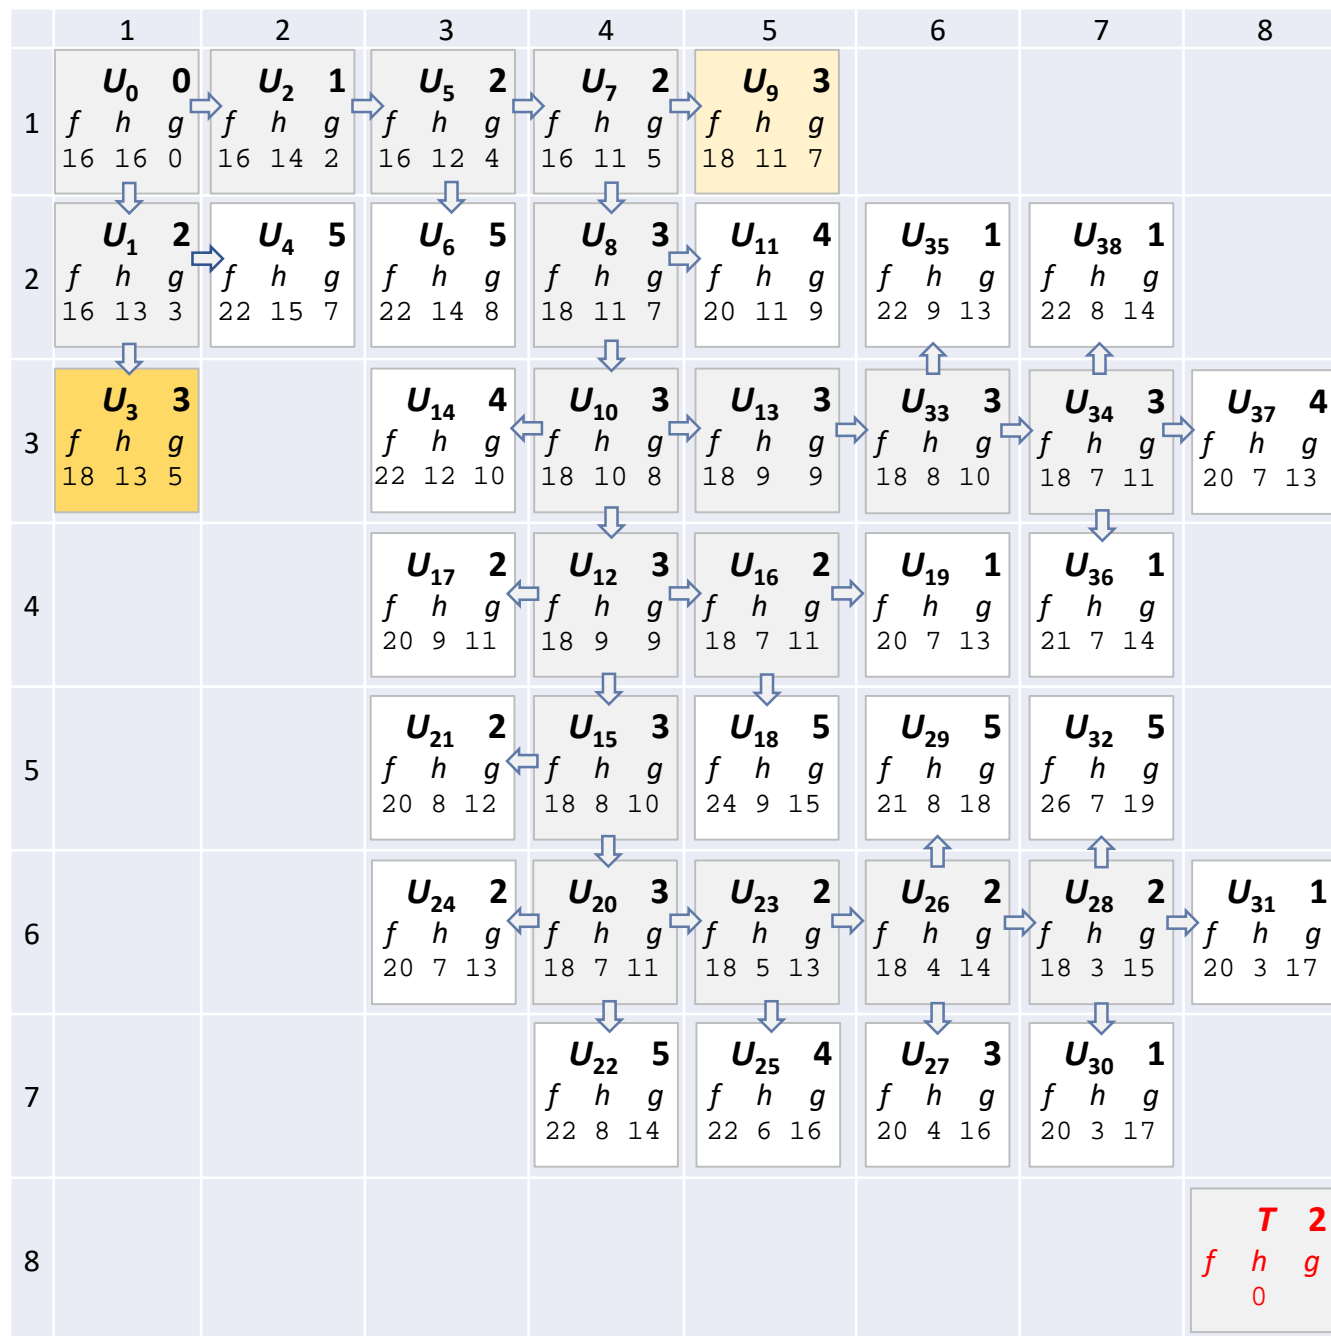 1 2 3 4 5 6 7 8
U0 0 U2 1 U5 2 U7 2 U9 3
1 f h g f h g f h g f h g f h g
16 16 0 16 14 2 16 12 4 16 11 5 18 11 7
U1 2 U4 5 U6 5 U8 3 U11 4 U35 1 U38 1
2 f h g f h g f h g f h g f h g f h g f h g
16 13 3 22 15 7 22 14 8 18 11 7 20 11 9 22 9 13 22 8 14
U3 3 U14 4 U10 3 U13 3 U33 3 U34 3 U37 4
3 f h g f h g f h g f h g f h g f h g f h g
18 13 5 22 12 10 18 10 8 18 9 9 18 8 10 18 7 11 20 7 13
U17 2 U12 3 U16 2 U19 1 U36 1
4 f h g f h g f h g f h g f h g
20 9 11 18 9 9 18 7 11 20 7 13 21 7 14
U21 2 U15 3 U18 5 U29 5 U32 5
5 f h g f h g f h g f h g f h g
20 8 12 18 8 10 24 9 15 21 8 18 26 7 19
U24 2 U20 3 U23 2 U26 2 U28 2 U31 1
6 f h g f h g f h g f h g f h g f h g
20 7 13 18 7 11 18 5 13 18 4 14 18 3 15 20 3 17
U22 5 U25 4 U27 3 U30 1
7 f h g f h g f h g f h g
22 8 14 22 6 16 20 4 16 20 3 17
T 2
8 f h g
0